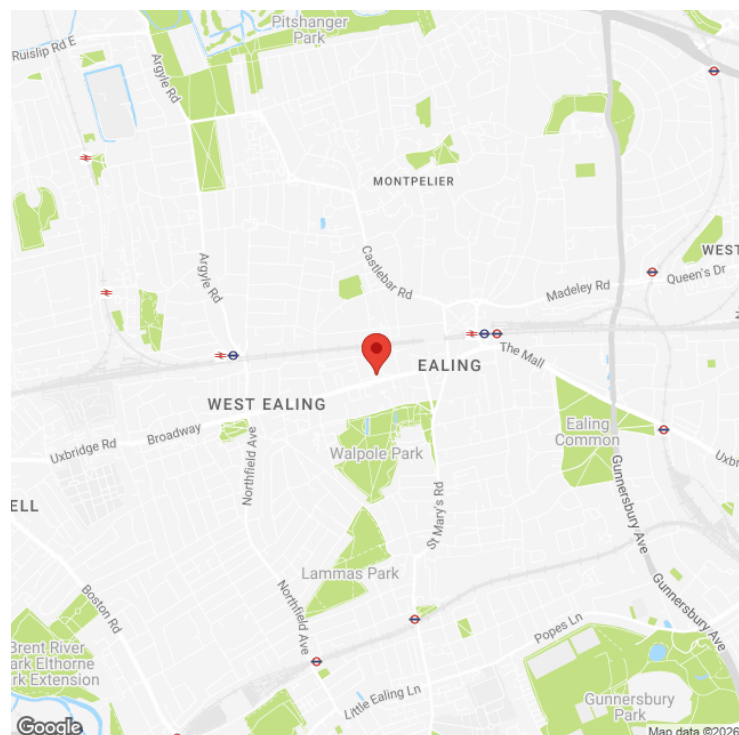 Pitshanger
Park
Ruislip Rd E
Argyle Rd
MONTPELIER
WEST
Argyle Rd
Castlebar Rd
Queen's Dr
Madeley Rd
The Mall
EALING
WEST EALING
Ealing
Common
Broadway
Uxbridge Rd
Northfield Ave
Walpole Park
Uxb
Gunnersbury Ave
ELL
St Mary's Rd
Lammas Park
Boston Rd
Northfield Ave
Gunnersbury Ave
Popes Ln
Brent River
ark Elthorne
rk Extension
Little Ealing Ln
Gunnersbury
Park
Google
Map data ©2026